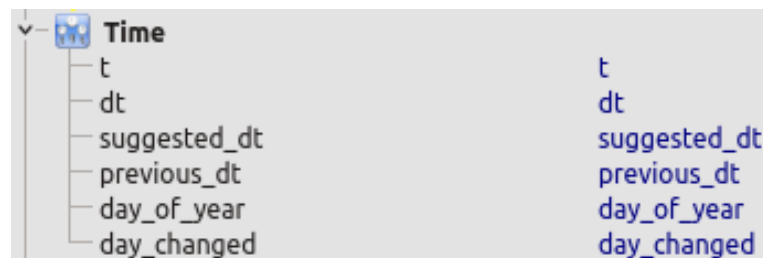 Time
t t
dt dt
suggested_dt suggested_dt
previous_dt previous_dt
day_of_year day_of_year
day_changed day_changed